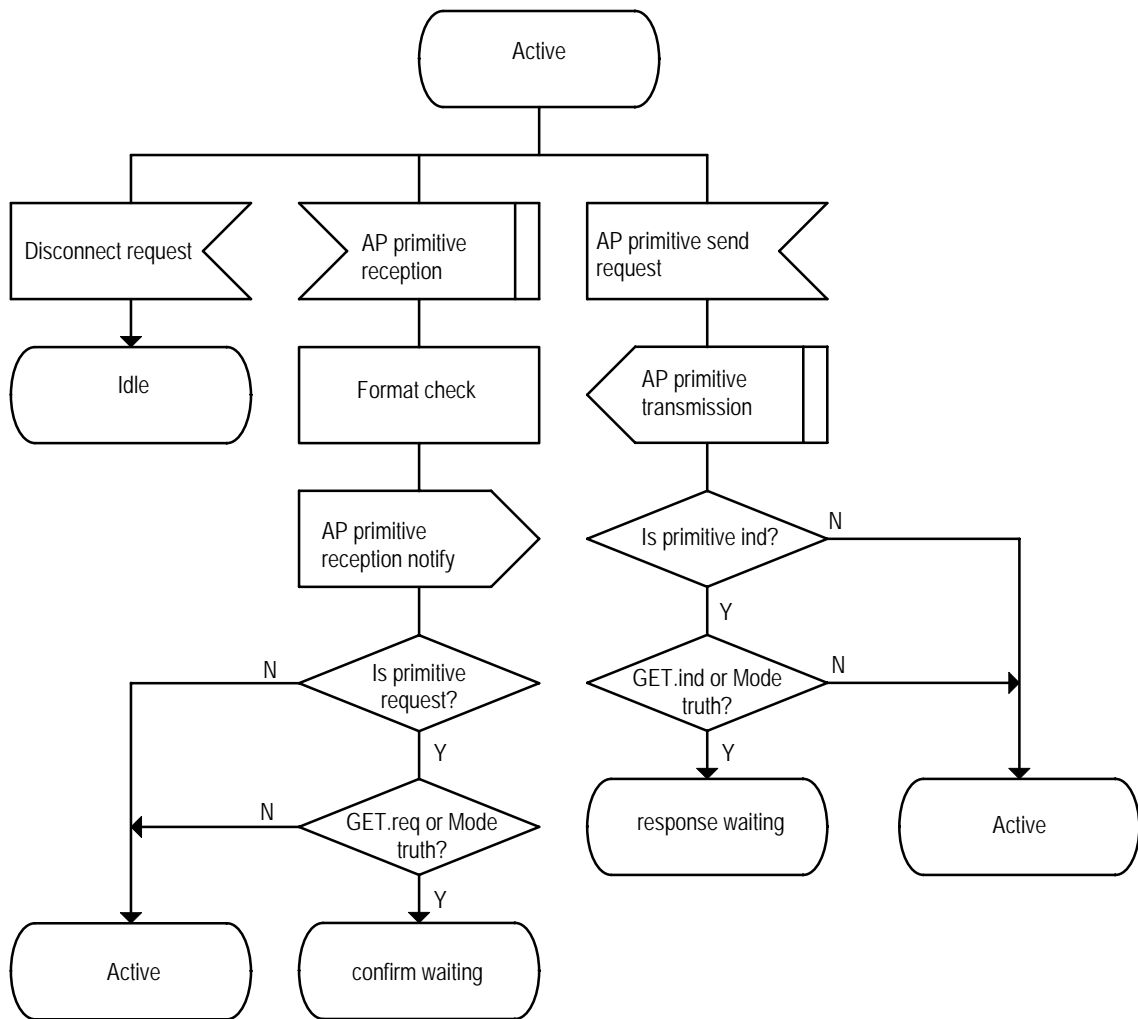 Active
Disconnect request
AP primitive
reception
AP primitive send
request
Idle
Format check
AP primitive
transmission
AP primitive
reception notify
Is primitive ind?
N
Y
N
Is primitive
request?
Y
GET.ind or Mode
truth?
N
Y
N
GET.req or Mode
truth?
Y
response waiting
Active
Active
confirm waiting